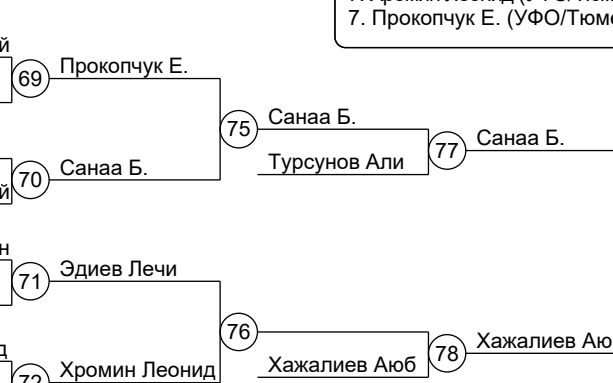 7. Прокопчук Е. (УФО/Тюме
й
69
Прокопчук Е.
75
Санаа Б.
77
Санаа Б.
Турсунов Али
70
Санаа Б.
й
н
71
Эдиев Лечи
76
78
Хажалиев Аю
Хажалиев Аюб
д
72
Хромин Леонид